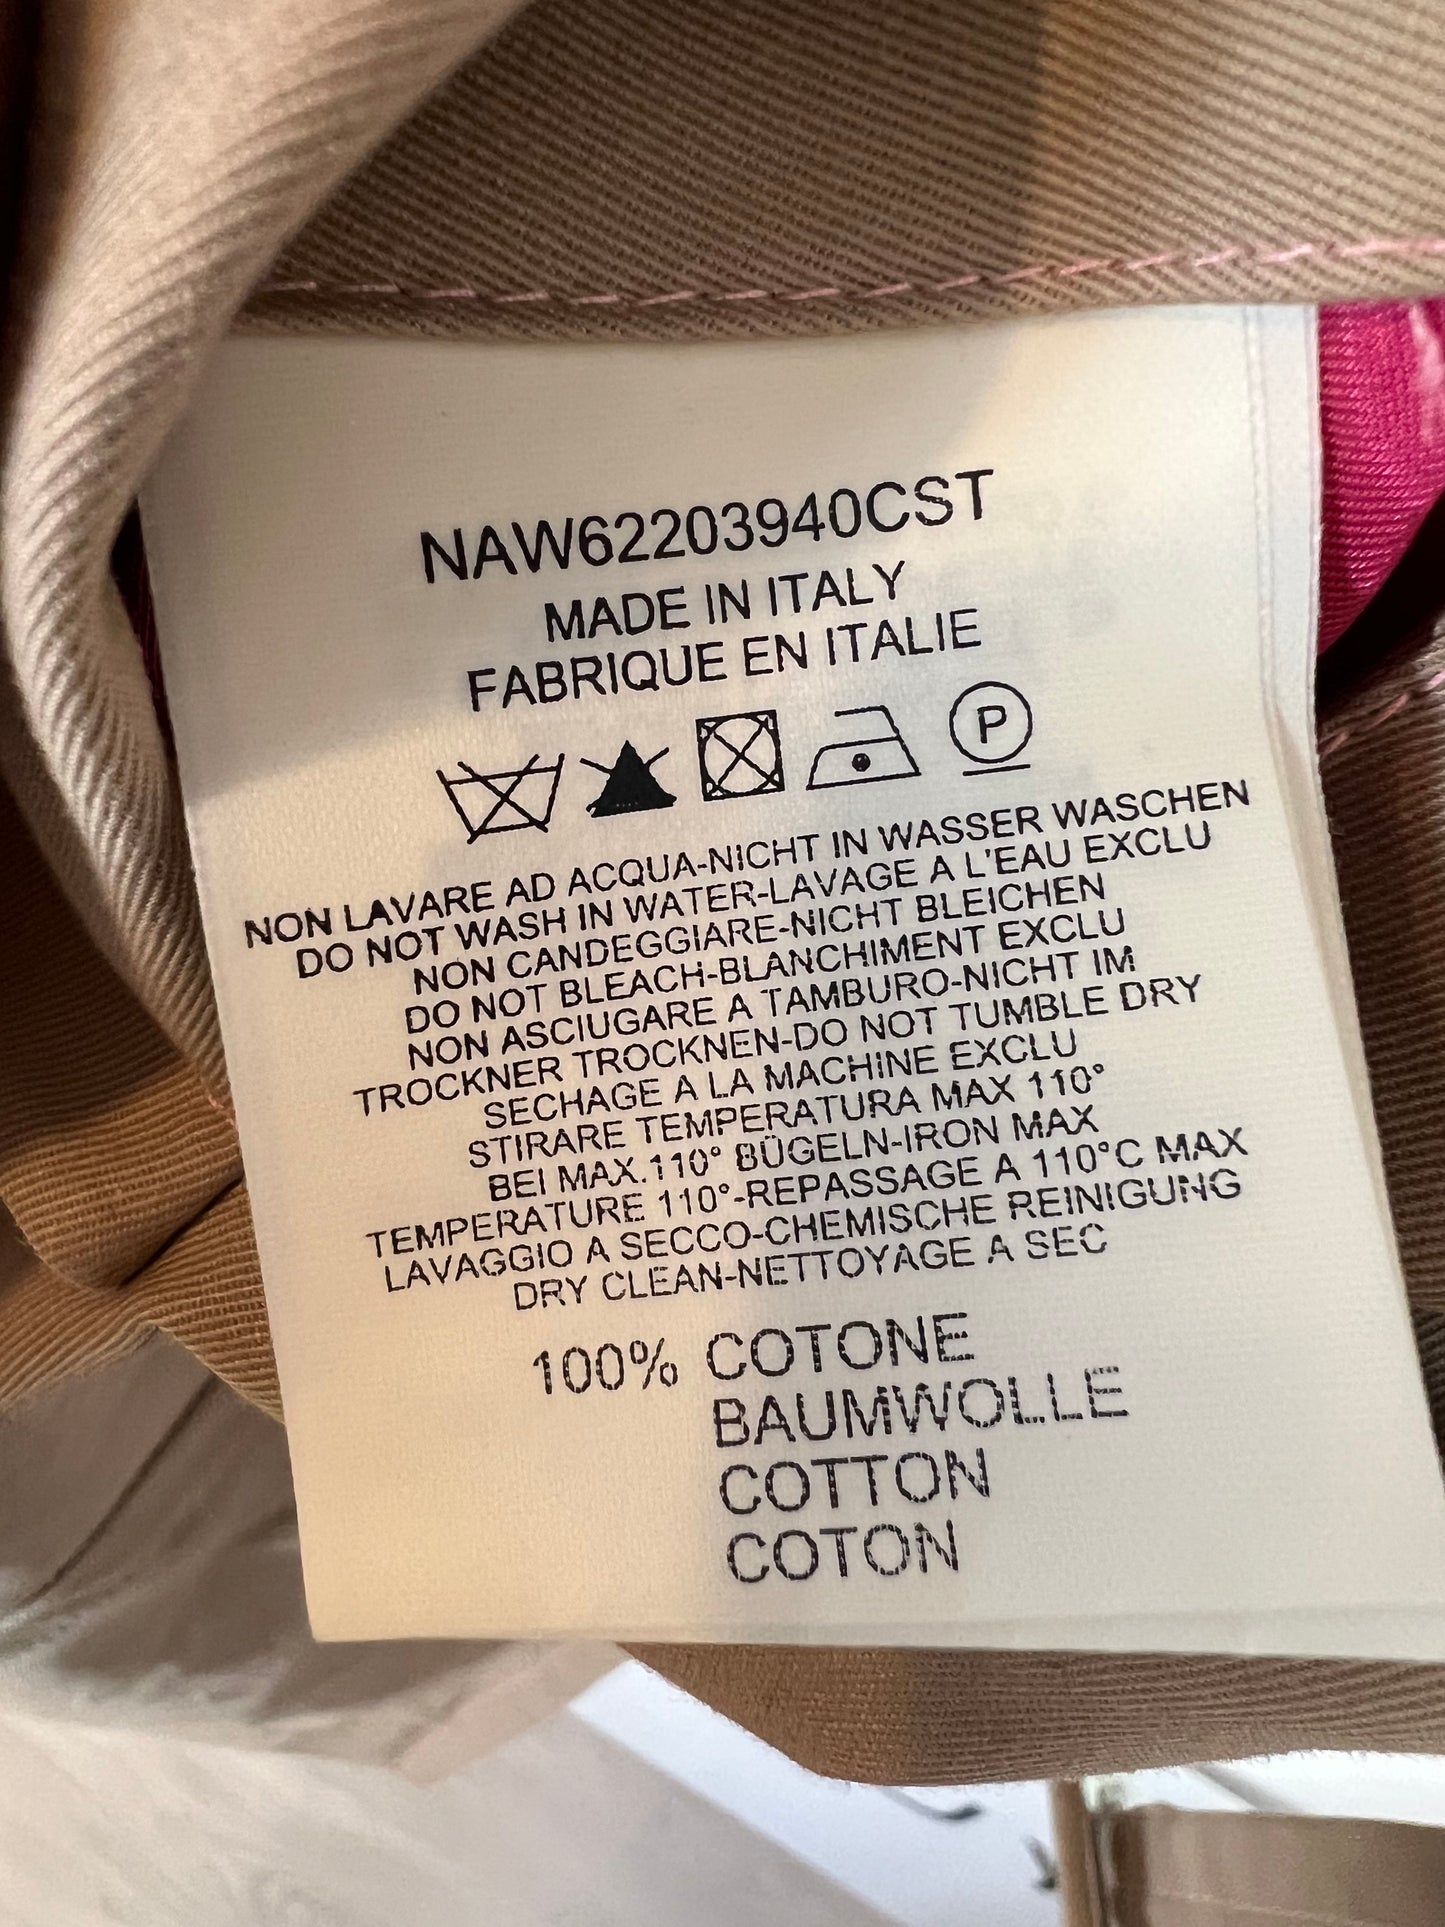 NAW62203940CST
MADE IN ITALY
FABRIQUE EN ITALIE
P
NON LAVARE AD ACQUA-NICHT IN WASSER WASCHEN
DO NOT WASH IN WATER-LAVAGE A L'EAU EXCLU
NON CANDEGGIARE-NICHT BLEICHEN
DO NOT BLEACH-BLANCHIMENT EXCLU
NON ASCIUGARE A TAMBURO-NICHT IM
TROCKNER TROCKNEN-DO NOT TUMBLE DRY
SECHAGE A LA MACHINE EXCLU
STIRARE TEMPERATURA MAX 110°
BEI MAX.110° BÜGELN-IRON MAX
TEMPERATURE 110°-REPASSAGE A 110°C MAX
LAVAGGIO A SECCO-CHEMISCHE REINIGUNG
DRY CLEAN-NETTOYAGE A SEC
100% COTONE
BAUMWOLLE
COTTON
COTON